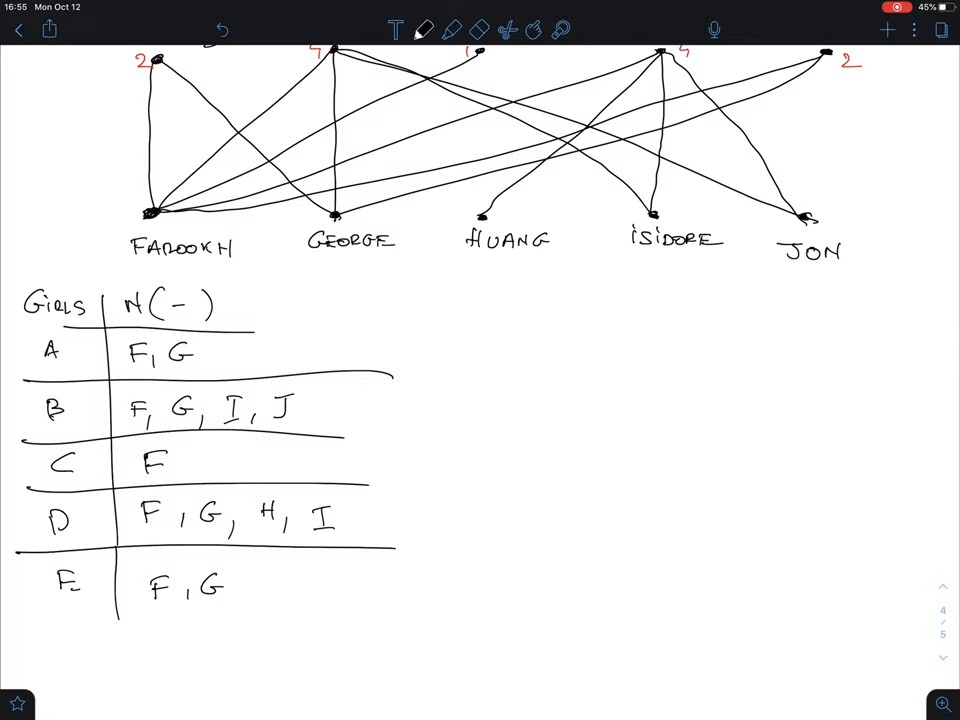 16:55 Mon Oct 12
45%
2 4 1 4 2
FAROOKH GEORGE HUANG ISIDORE JON
GIRLS N(-)
A F, G
B F, G, I, J
C F
D F, G, H, I
E F, G
4
/
5